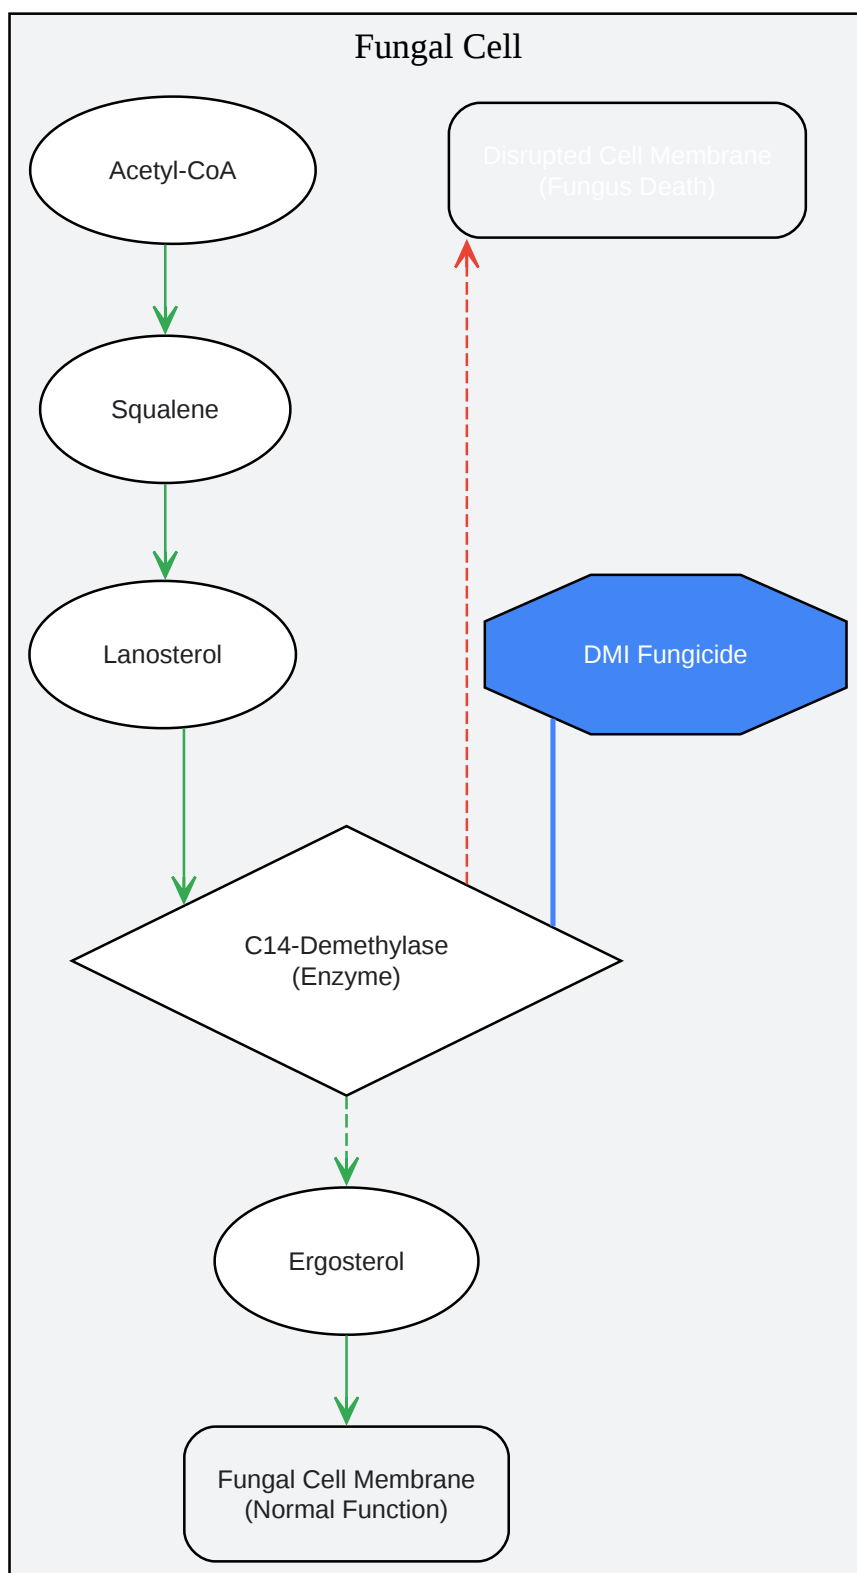 Fungal Cell
Acetyl-CoA
Disrupted Cell Membrane
(Fungus Death)
Squalene
Lanosterol
DMI Fungicide
C14-Demethylase
(Enzyme)
Ergosterol
Fungal Cell Membrane
(Normal Function)